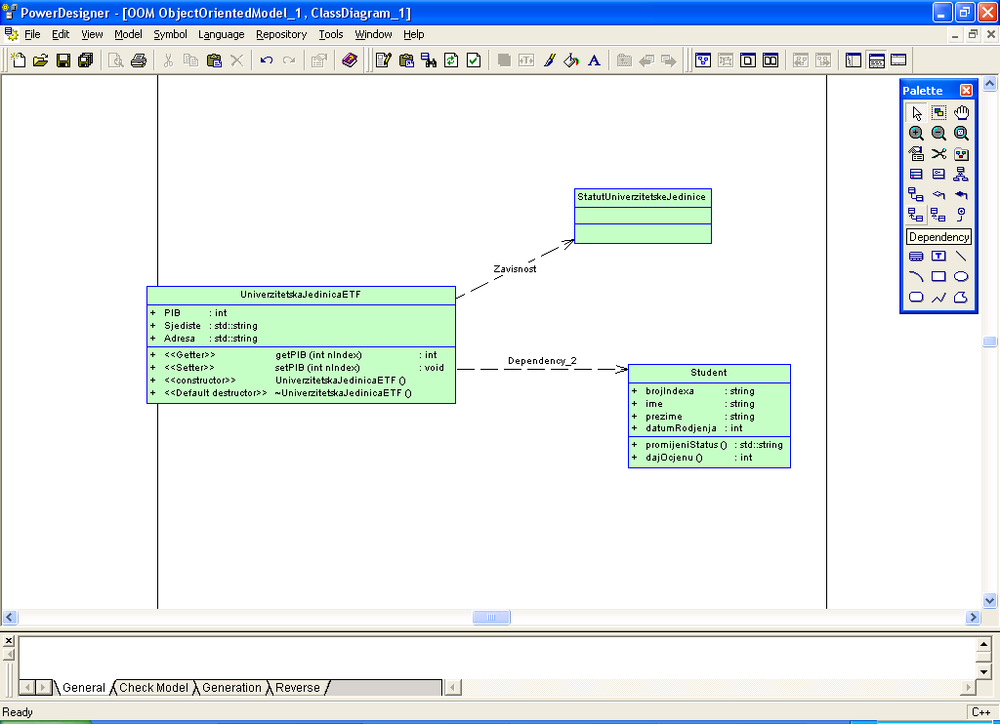 PowerDesigner - [OOM ObjectOrientedModel_1, ClassDiagram_1]
File Edit View Model Symbol Language Repository Tools Window Help
Palette
Dependency
StatutUniverzitetskeJedinice
Zavisnost
UniverzitetskaJedinicaETF
+ PIB : int
+ Sjediste : std::string
+ Adresa : std::string
+ <<Getter>> getPIB (int nIndex) : int
+ <<Setter>> setPIB (int nIndex) : void
+ <<constructor>> UniverzitetskaJedinicaETF ()
+ <<Default destructor>> ~UniverzitetskaJedinicaETF ()
Dependency_2
Student
+ brojIndexa : string
+ ime : string
+ prezime : string
+ datumRodjenja : int
+ promijeniStatus () : std::string
+ dajOcjenu () : int
General Check Model Generation Reverse
Ready C++